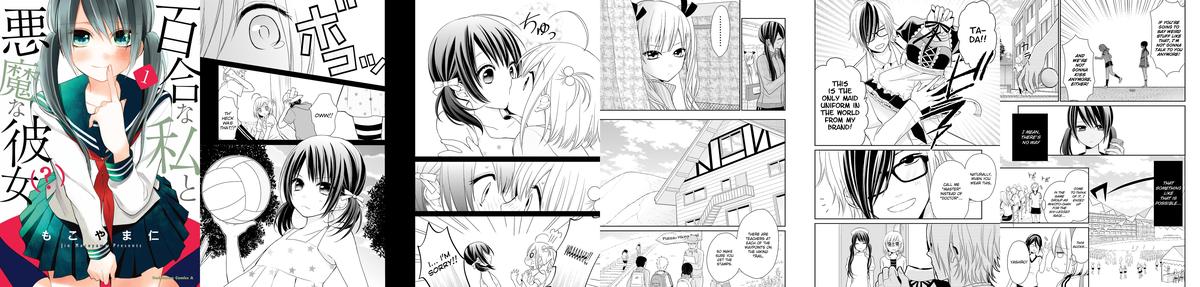 百合な私と
悪魔な彼女(?)
1
もこやま仁
Jin Mokoyama Presents
ボコッ
OWW!!
TH' HECK
WAS
THAT!?
ちゅっ
I... I'M
SORRY!!
........
Plateau Hiking Trail
THERE ARE
TEACHERS AT
EACH OF THE
WAYPOINTS ON
THE HIKING
TRAIL.
SO MAKE
SURE YOU
GET THE
STAMPS.
TA-
DA!!
THIS
IS THE
ONLY MAID
UNIFORM IN
THE WORLD
FROM MY
BRAND!
NATURALLY,
WHEN YOU
WEAR THIS,
CALL ME
"MASTER"
INSTEAD OF
"DOCTOR"...
IF YOU'RE
GOING TO
SAY WEIRD
STUFF LIKE
THAT, I'M
NOT GONNA
TALK TO YOU
ANYMORE!
AND
WE'RE
NOT
GONNA
KISS
ANYMORE,
EITHER!
I MEAN,
THERE'S
NO WAY
THAT
SOMETHING
LIKE
THAT IS
POSSIBLE...
YASHIRO!